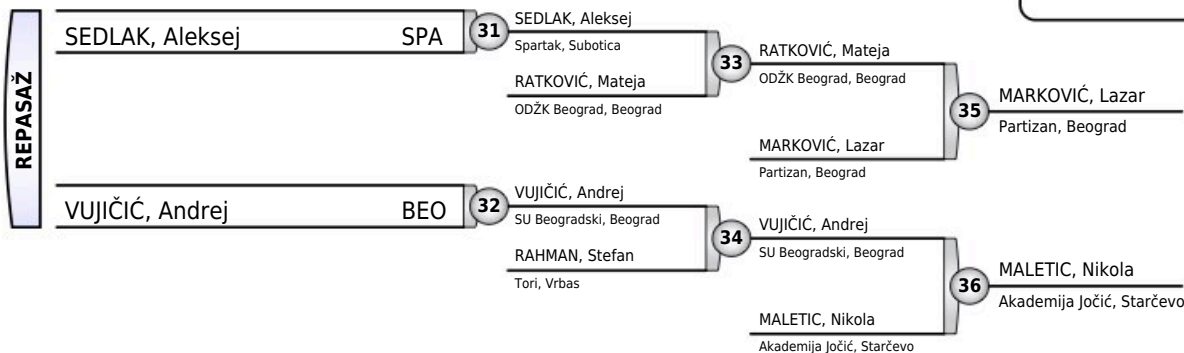 REPASAŽ
SEDLAK, Aleksej SPA
31
SEDLAK, Aleksej
Spartak, Subotica
RATKOVIĆ, Mateja
ODŽK Beograd, Beograd
33
RATKOVIĆ, Mateja
ODŽK Beograd, Beograd
MARKOVIĆ, Lazar
Partizan, Beograd
35
MARKOVIĆ, Lazar
Partizan, Beograd
VUJIČIĆ, Andrej BEO
32
VUJIČIĆ, Andrej
SU Beogradski, Beograd
RAHMAN, Stefan
Tori, Vrbas
34
VUJIČIĆ, Andrej
SU Beogradski, Beograd
MALETIC, Nikola
Akademija Jočić, Starčevo
36
MALETIC, Nikola
Akademija Jočić, Starčevo